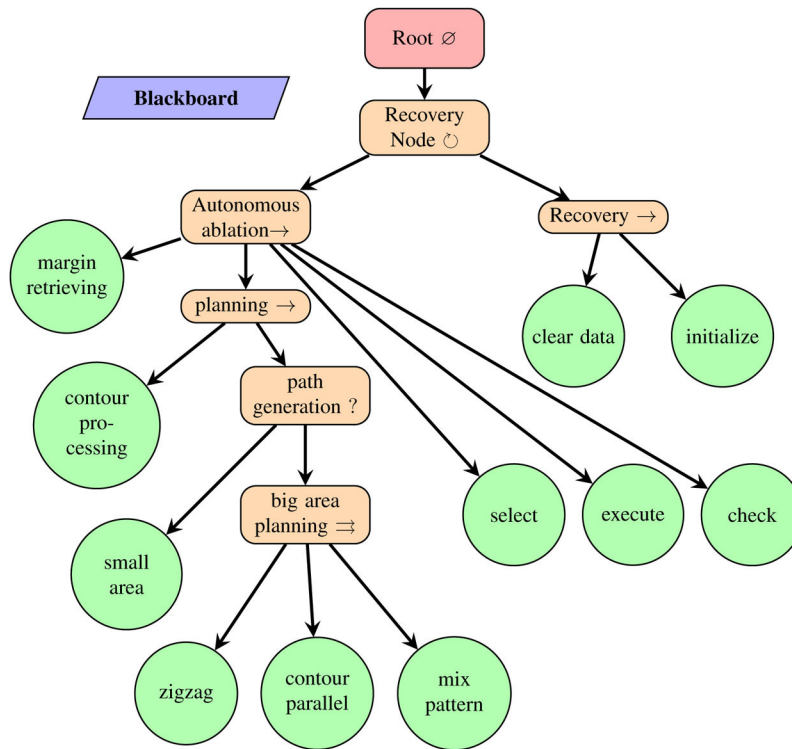 Root ∅
Blackboard
Recovery
Node ↻
Autonomous
ablation→
Recovery →
margin
retrieving
planning →
clear data
initialize
contour
pro-
cessing
path
generation ?
big area
planning ⇉
select
execute
check
small
area
zigzag
contour
parallel
mix
pattern